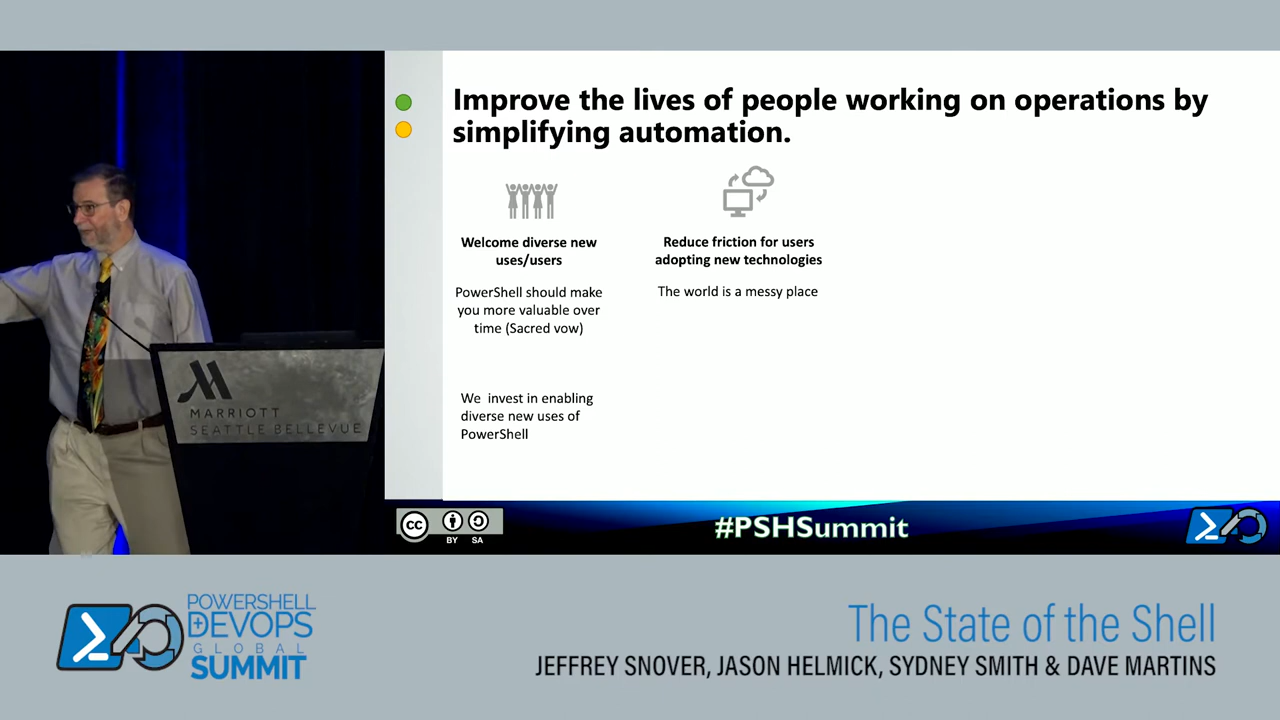 Improve the lives of people working on operations by
simplifying automation.
Welcome diverse new
uses/users
PowerShell should make
you more valuable over
time (Sacred vow)
We invest in enabling
diverse new uses of
PowerShell
Reduce friction for users
adopting new technologies
The world is a messy place
MARRIOTT
SEATTLE BELLEVUE
cc
BY SA
#PSHSummit
POWERSHELL
+DEVOPS
GLOBAL
SUMMIT
The State of the Shell
JEFFREY SNOVER, JASON HELMICK, SYDNEY SMITH & DAVE MARTINS